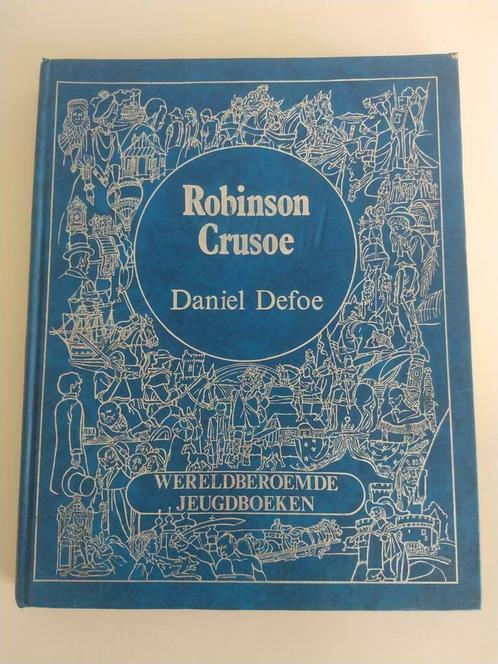 Robinson
Crusoe
Daniel Defoe
WERELDBEROEMDE
JEUGDBOEKEN